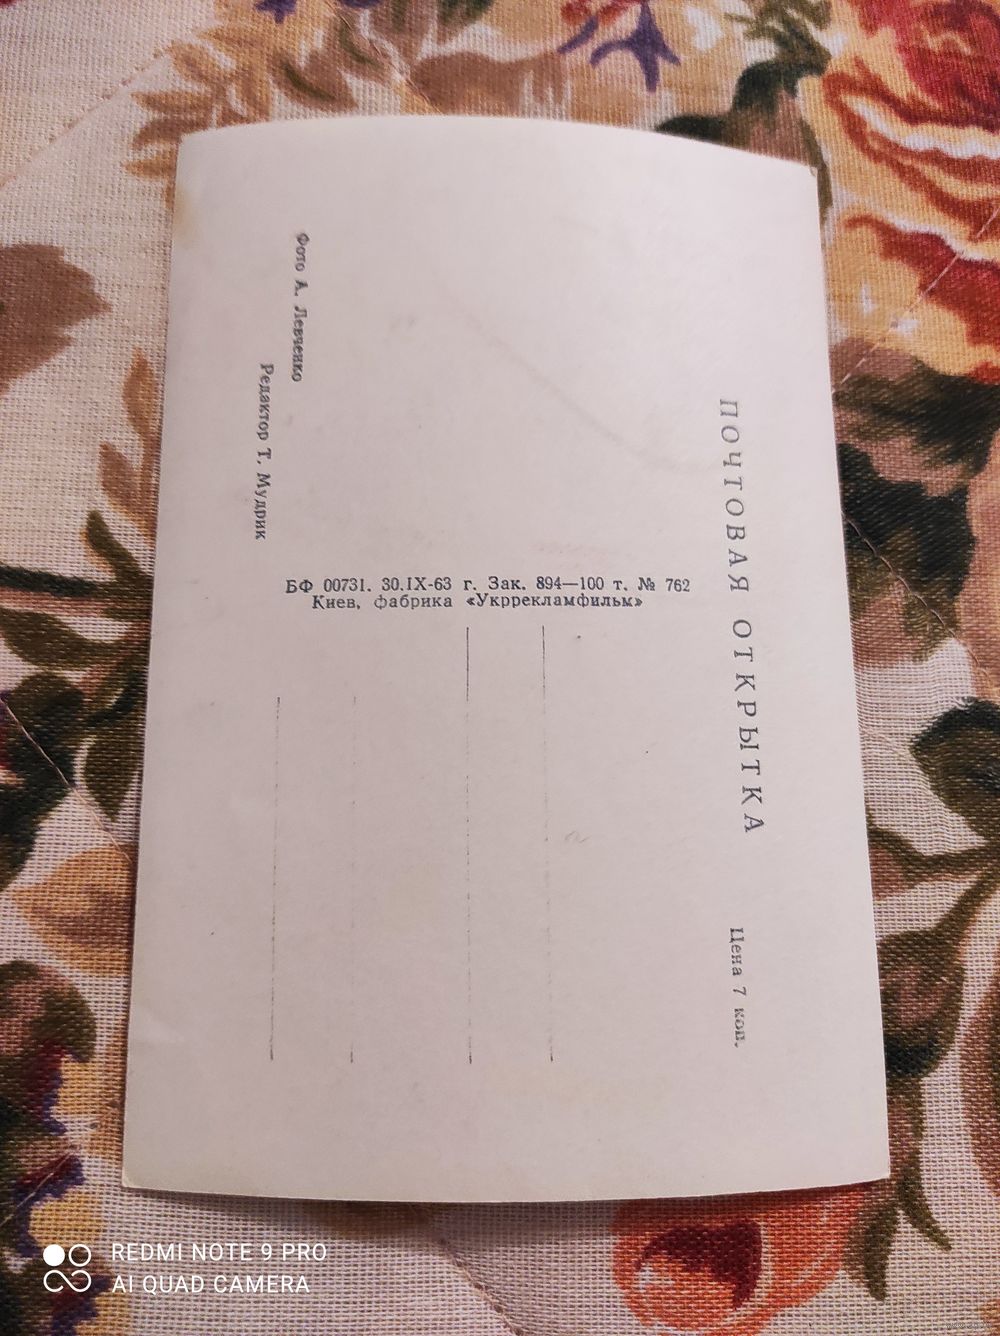 ПОЧТОВАЯ ОТКРЫТКА
Цена 7 коп.
БФ 00731. 30.IX-63 г. Зак. 894—100 т. № 762
Киев, фабрика «Укррекламфильм»
Фото А. Левченко
Редактор Т. Мудрик
REDMI NOTE 9 PRO
AI QUAD CAMERA